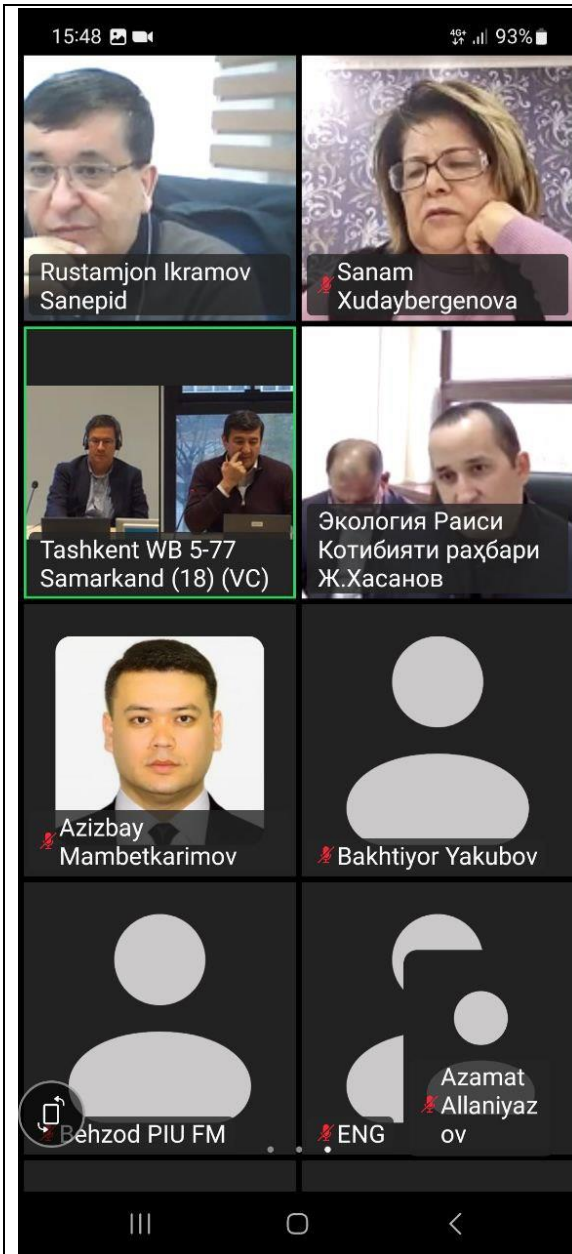 15:48
4G+ 93%
Rustamjon Ikramov
Sanepid
Sanam
Xudaybergenova
Tashkent WB 5-77
Samarkand (18) (VC)
Экология Раиси
Котибияти раҳбари
Ж.Хасанов
Azizbay
Mambetkarimov
Bakhtiyor Yakubov
Behzod PIU FM
ENG
Azamat
Allaniyaz
ov